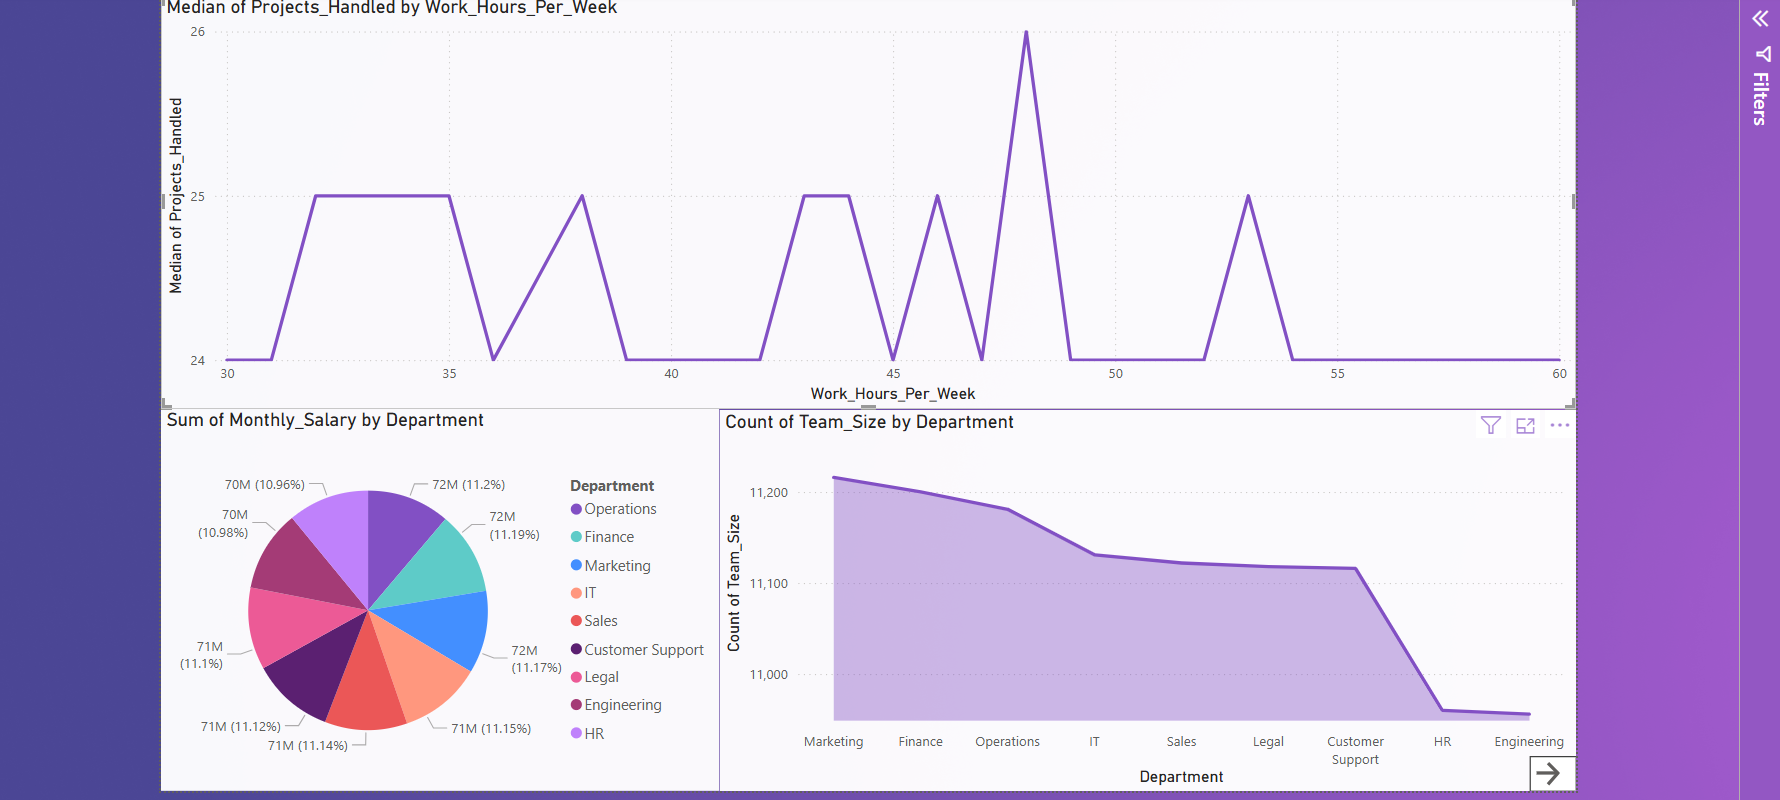 Median of Projects_Handled by Work_Hours_Per_Week
Median of Projects_Handled
26
25
24
30
35
40
45
50
55
60
Work_Hours_Per_Week
Filters
Sum of Monthly_Salary by Department
70M (10.96%)
72M (11.2%)
70M
(10.98%)
72M
(11.19%)
71M
(11.1%)
72M
(11.17%)
71M (11.12%)
71M (11.15%)
71M (11.14%)
Department
Operations
Finance
Marketing
IT
Sales
Customer Support
Legal
Engineering
HR
Count of Team_Size by Department
Count of Team_Size
11,200
11,100
11,000
Marketing
Finance
Operations
IT
Sales
Legal
Customer
Support
HR
Engineering
Department